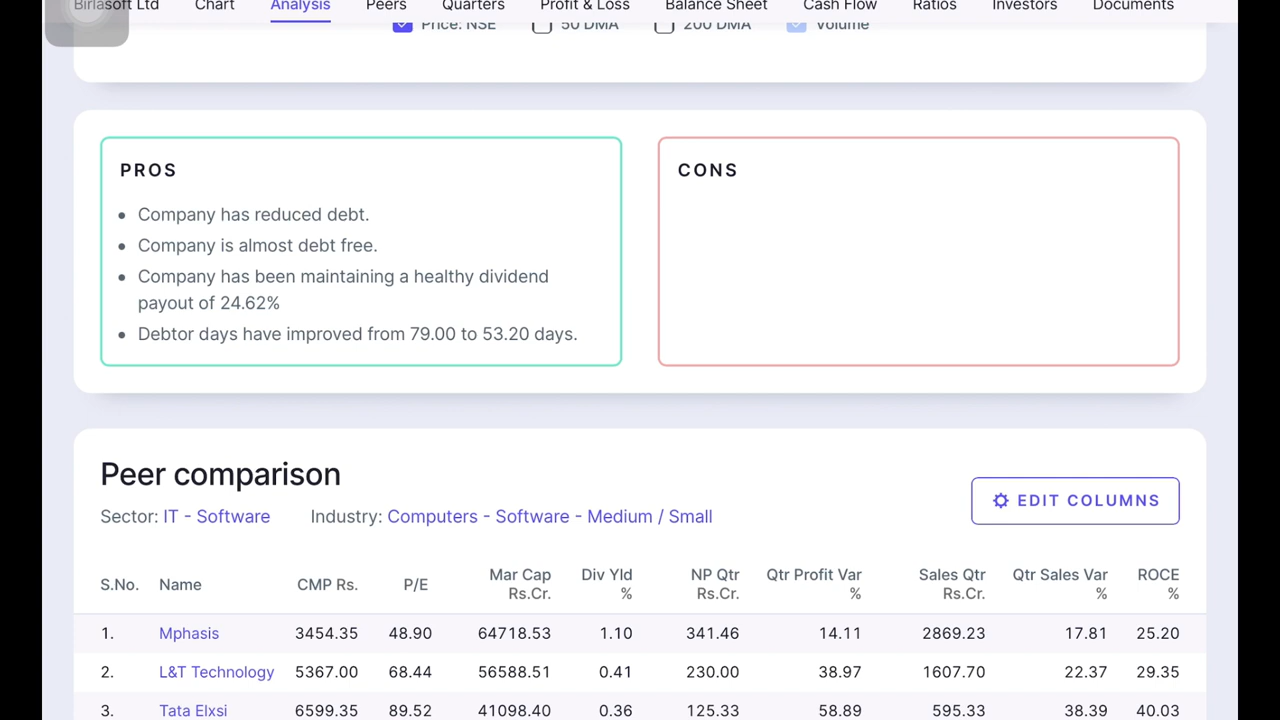 Birlasoft Ltd Chart Analysis Peers Quarters Profit & Loss Balance Sheet Cash Flow Ratios Investors Documents
Price: NSE 50 DMA 200 DMA Volume
PROS
Company has reduced debt.
Company is almost debt free.
Company has been maintaining a healthy dividend
payout of 24.62%
Debtor days have improved from 79.00 to 53.20 days.
CONS
Peer comparison
Sector: IT - Software Industry: Computers - Software - Medium / Small
EDIT COLUMNS
S.No. Name CMP Rs. P/E Mar Cap Rs.Cr. Div Yld % NP Qtr Rs.Cr. Qtr Profit Var % Sales Qtr Rs.Cr. Qtr Sales Var % ROCE %
1. Mphasis 3454.35 48.90 64718.53 1.10 341.46 14.11 2869.23 17.81 25.20
2. L&T Technology 5367.00 68.44 56588.51 0.41 230.00 38.97 1607.70 22.37 29.35
3. Tata Elxsi 6599.35 89.52 41098.40 0.36 125.33 58.89 595.33 38.39 40.03